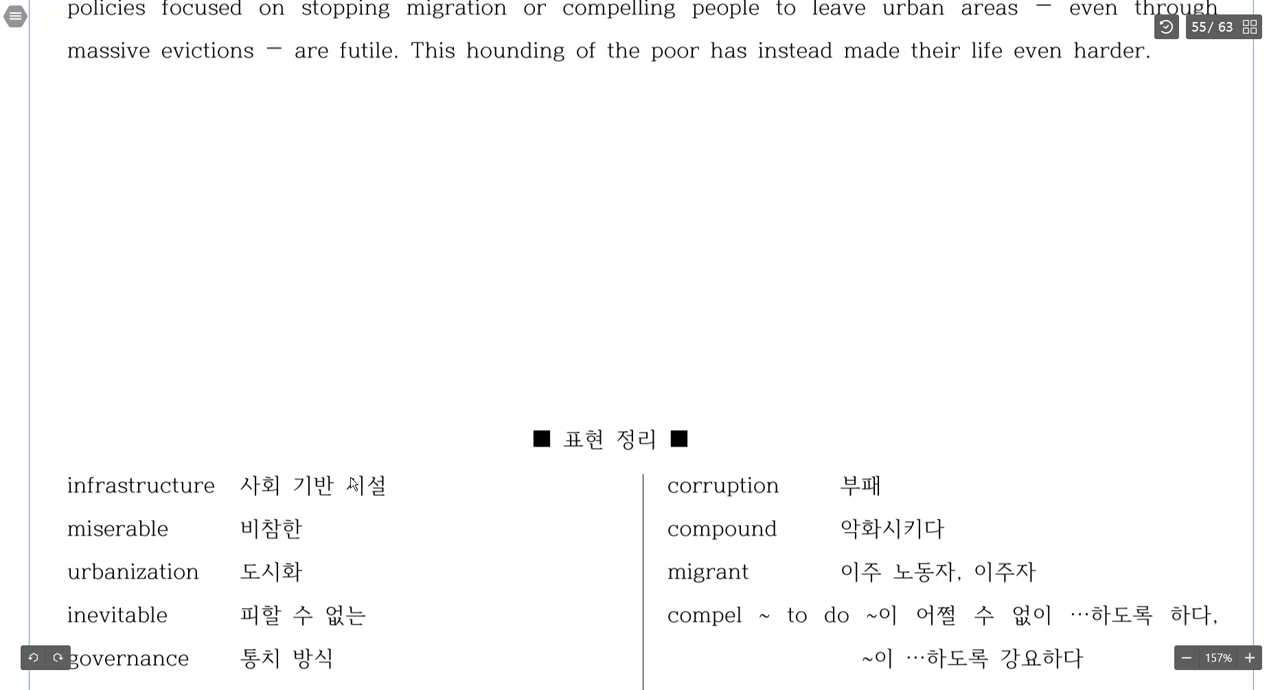 policies focused on stopping migration or compelling people to leave urban areas − even through
55 / 63
massive evictions − are futile. This hounding of the poor has instead made their life even harder.
■ 표현 정리 ■
infrastructure 사회 기반 시설
miserable 비참한
urbanization 도시화
inevitable 피할 수 없는
governance 통치 방식
corruption 부패
compound 악화시키다
migrant 이주 노동자, 이주자
compel ~ to do ~이 어쩔 수 없이 …하도록 하다,
~이 …하도록 강요하다
157%